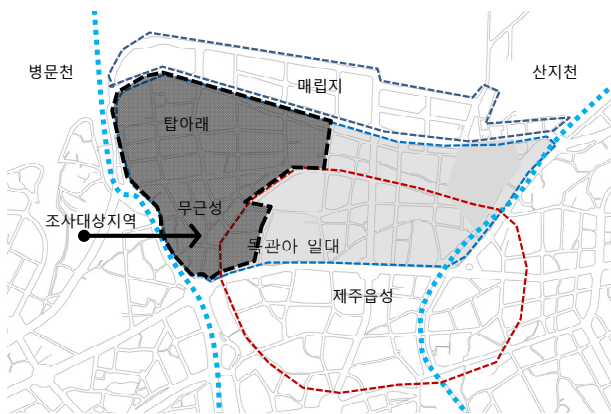 병문천
매립지
산지천
탑아래
무근성
조사대상지역
목관아 일대
제주읍성